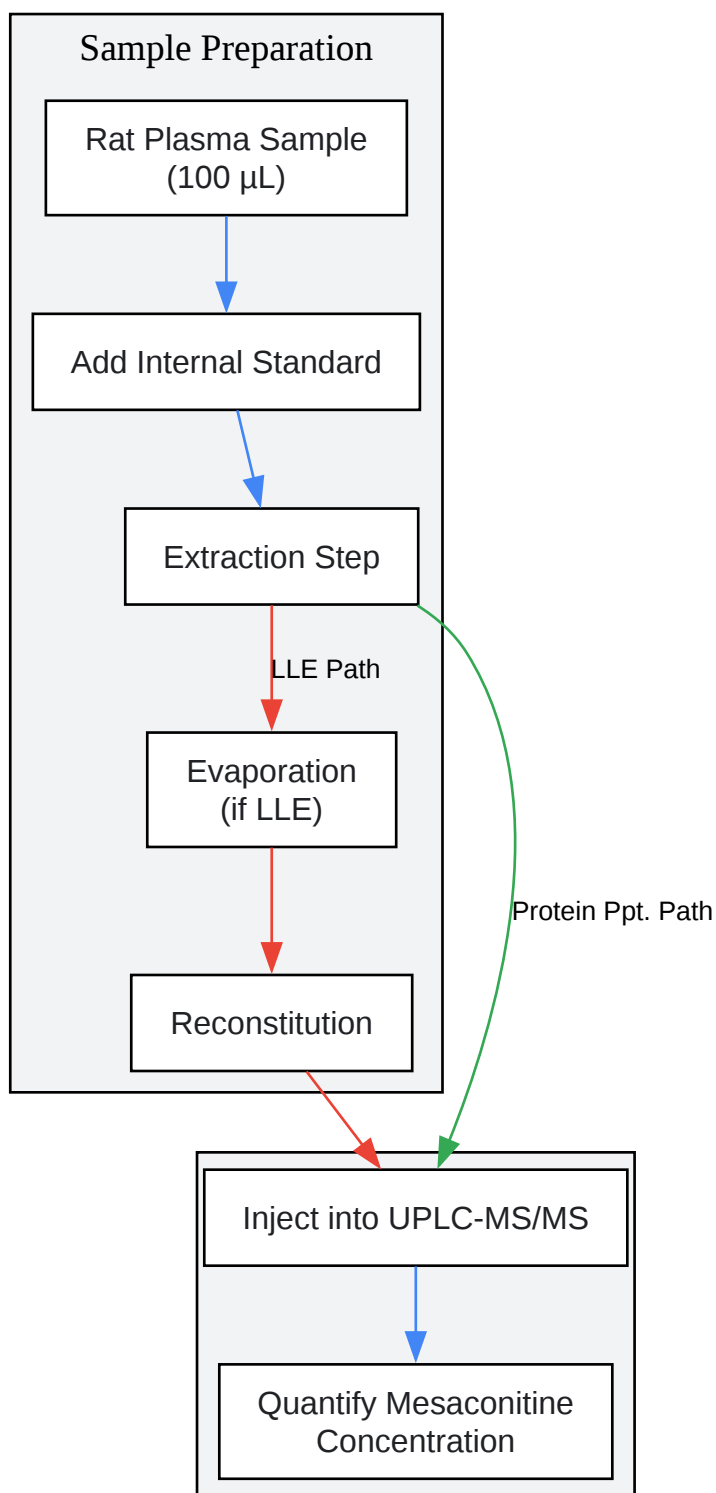 Sample Preparation
Rat Plasma Sample
(100 µL)
Add Internal Standard
Extraction Step
LLE Path
Evaporation
(if LLE)
Protein Ppt. Path
Reconstitution
Inject into UPLC-MS/MS
Quantify Mesaconitine
Concentration